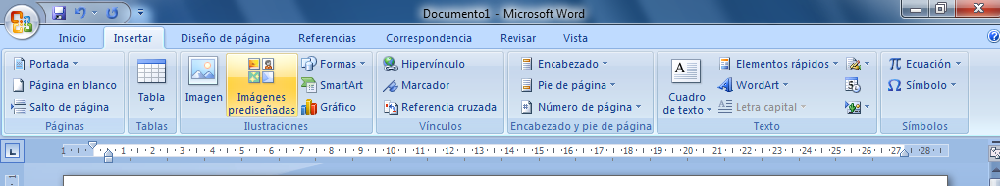 Documento1 - Microsoft Word
Inicio Insertar Diseño de página Referencias Correspondencia Revisar Vista
Portada
Página en blanco
Salto de página
Páginas
Tabla
Tablas
Imagen
Imágenes
prediseñadas
Formas
SmartArt
Gráfico
Ilustraciones
Hipervínculo
Marcador
Referencia cruzada
Vínculos
Encabezado
Pie de página
Número de página
Encabezado y pie de página
Cuadro
de texto
Elementos rápidos
WordArt
Letra capital
Texto
Ecuación
Símbolo
Símbolos
1 1 2 3 4 5 6 7 8 9 10 11 12 13 14 15 16 17 18 19 20 21 22 23 24 25 26 27 28